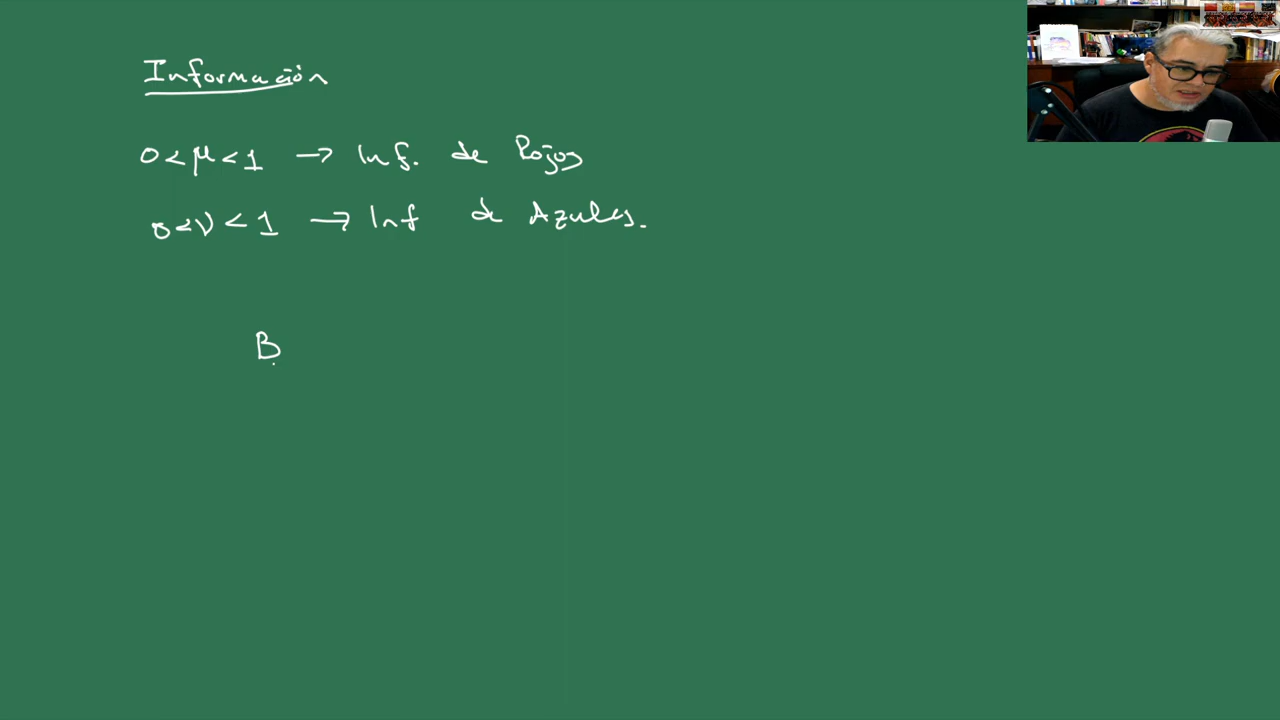 Información
0 < μ < 1 → Inf. de Rojos
0 < ν < 1 → Inf de Azules.
B